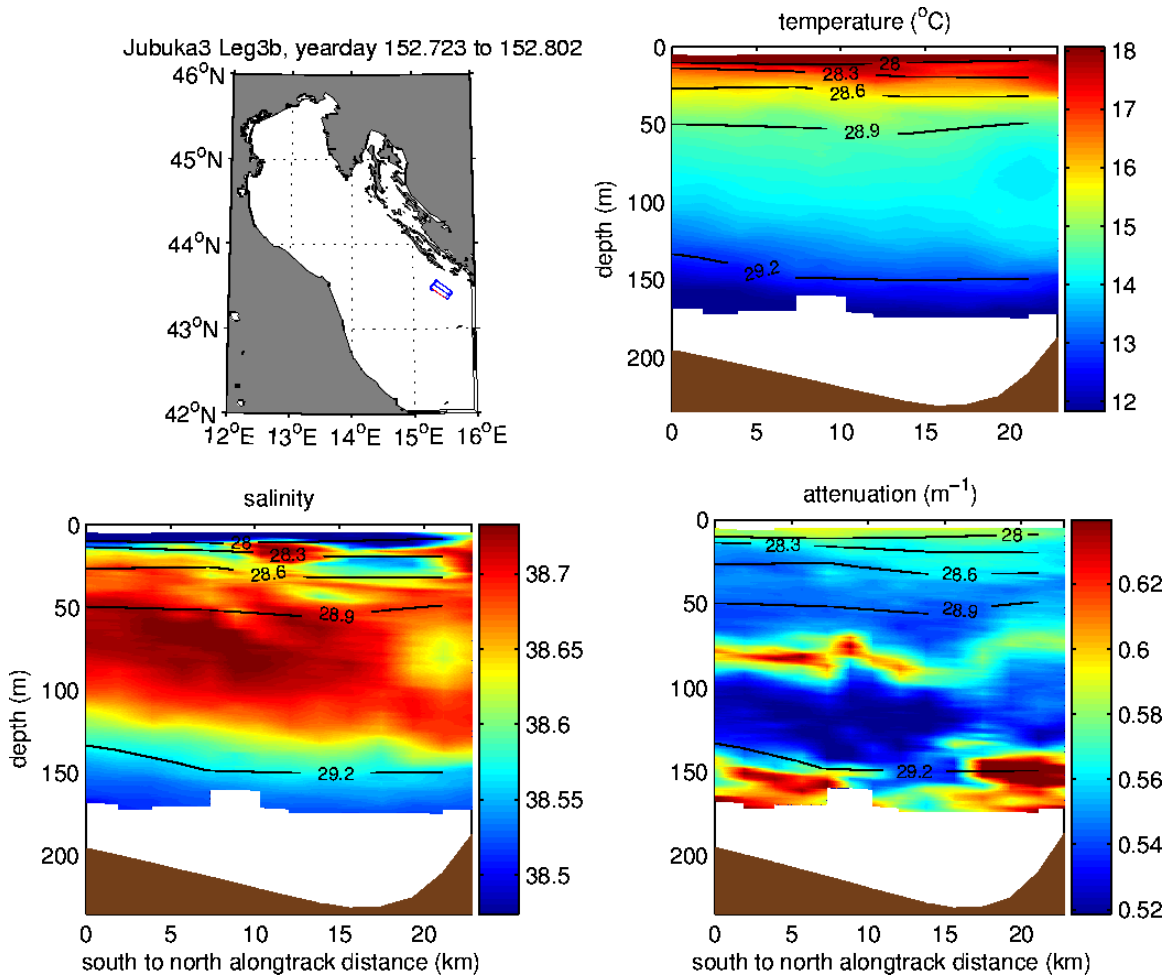 Jubuka3 Leg3b, yearday 152.723 to 152.802
46°N
45°N
44°N
43°N
42°N
12°E 13°E 14°E 15°E 16°E
temperature (°C)
0
50
100
150
200
depth (m)
28
28.3
28.6
28.9
29.2
0 5 10 15 20
18
17
16
15
14
13
12
salinity
0
50
100
150
200
depth (m)
28
28.3
28.6
28.9
29.2
0 5 10 15 20
south to north alongtrack distance (km)
38.7
38.65
38.6
38.55
38.5
attenuation (m⁻¹)
0
50
100
150
200
28
28.3
28.6
28.9
29.2
0 5 10 15 20
south to north alongtrack distance (km)
0.62
0.6
0.58
0.56
0.54
0.52